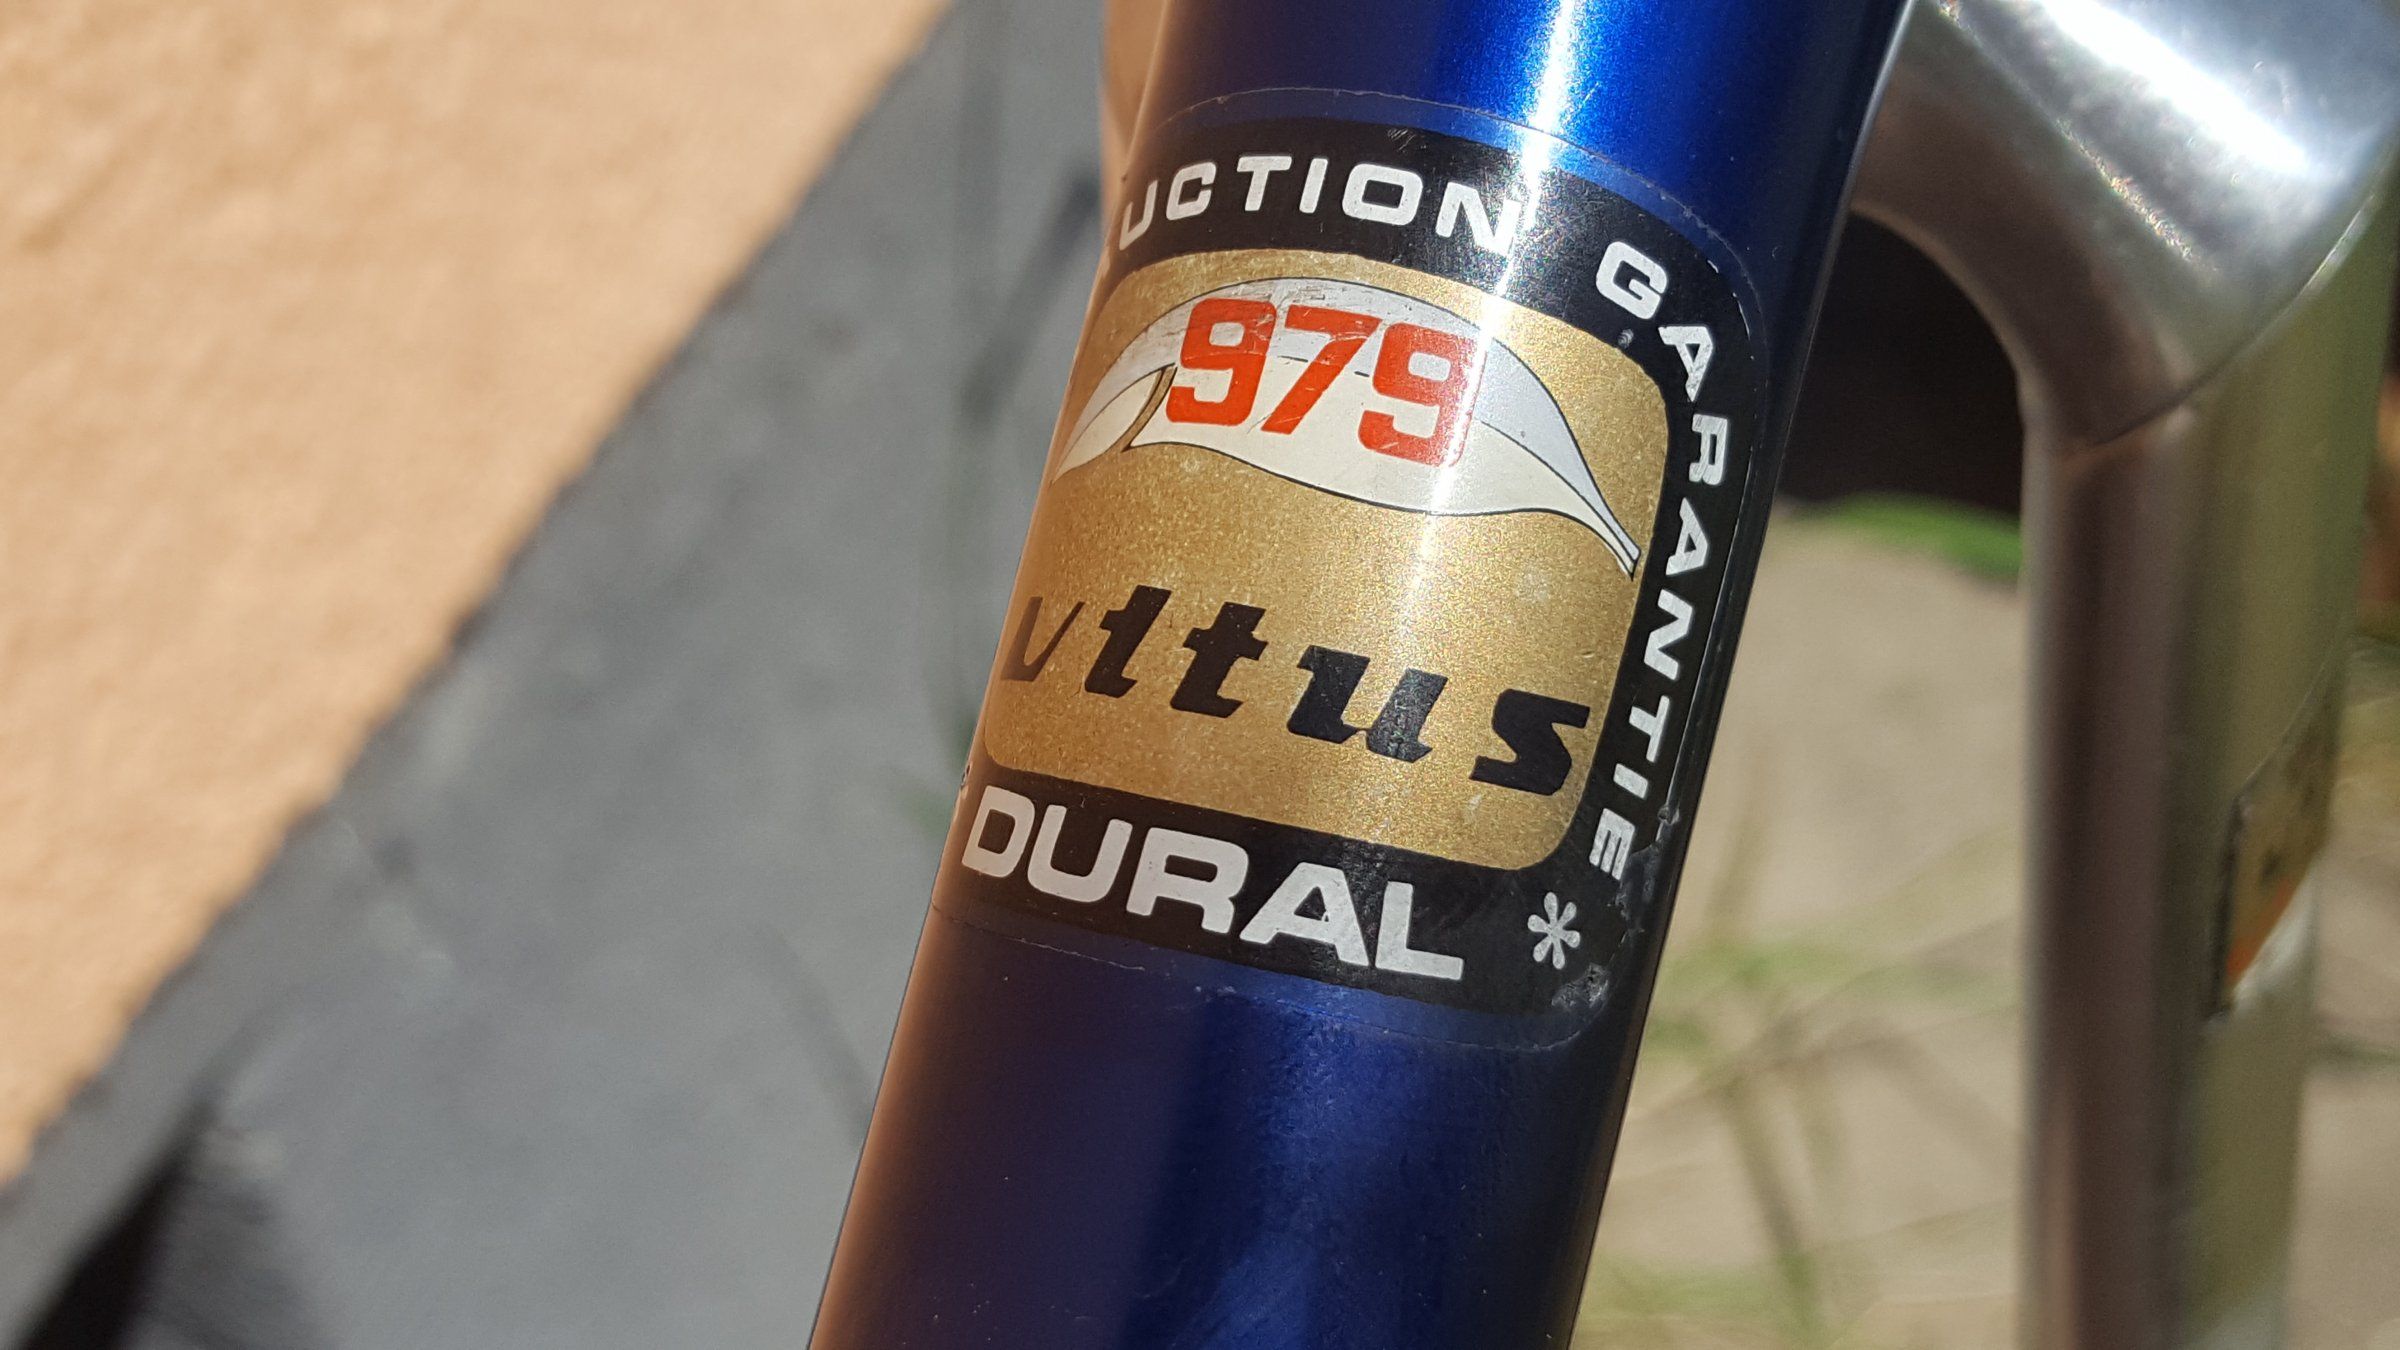 UCTION GARANTIE *
979
vitus
DURAL